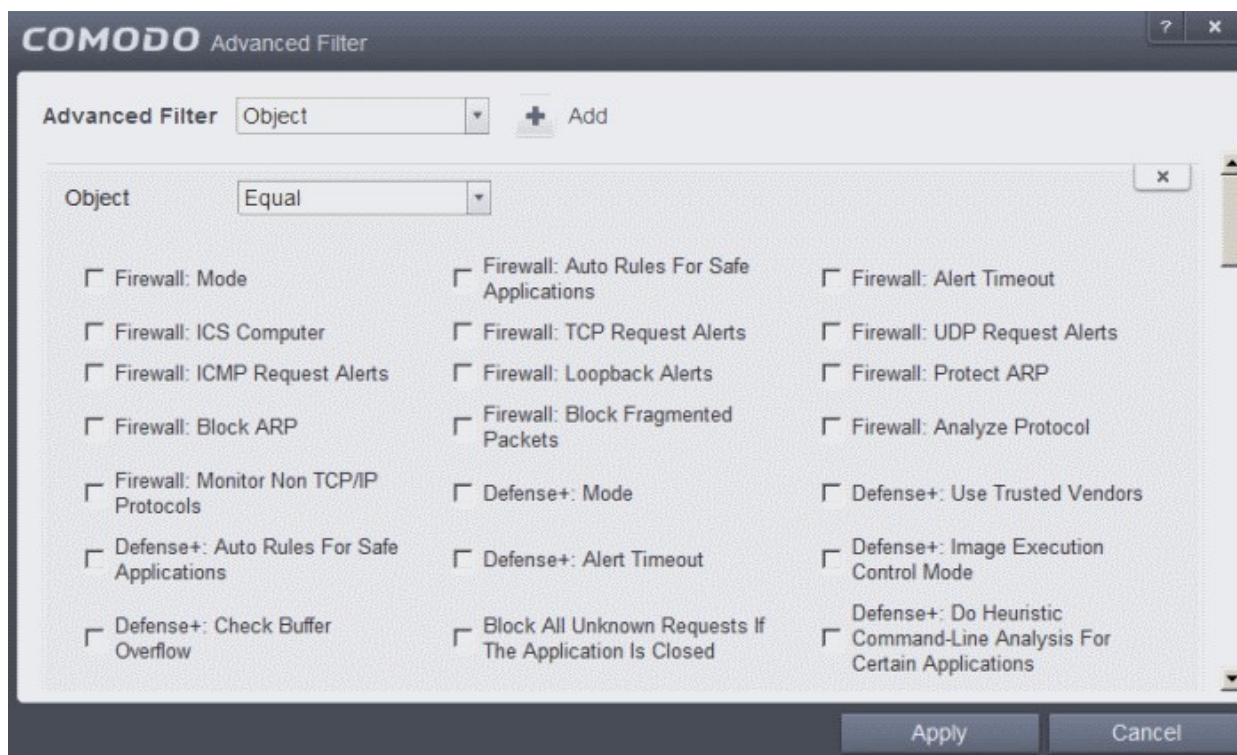 COMODO Advanced Filter ? x
Advanced Filter Object + Add
Object Equal x
Firewall: Mode
Firewall: Auto Rules For Safe
Applications
Firewall: Alert Timeout
Firewall: ICS Computer
Firewall: TCP Request Alerts
Firewall: UDP Request Alerts
Firewall: ICMP Request Alerts
Firewall: Loopback Alerts
Firewall: Protect ARP
Firewall: Block ARP
Firewall: Block Fragmented
Packets
Firewall: Analyze Protocol
Firewall: Monitor Non TCP/IP
Protocols
Defense+: Mode
Defense+: Use Trusted Vendors
Defense+: Auto Rules For Safe
Applications
Defense+: Alert Timeout
Defense+: Image Execution
Control Mode
Defense+: Check Buffer
Overflow
Block All Unknown Requests If
The Application Is Closed
Defense+: Do Heuristic
Command-Line Analysis For
Certain Applications
Apply
Cancel